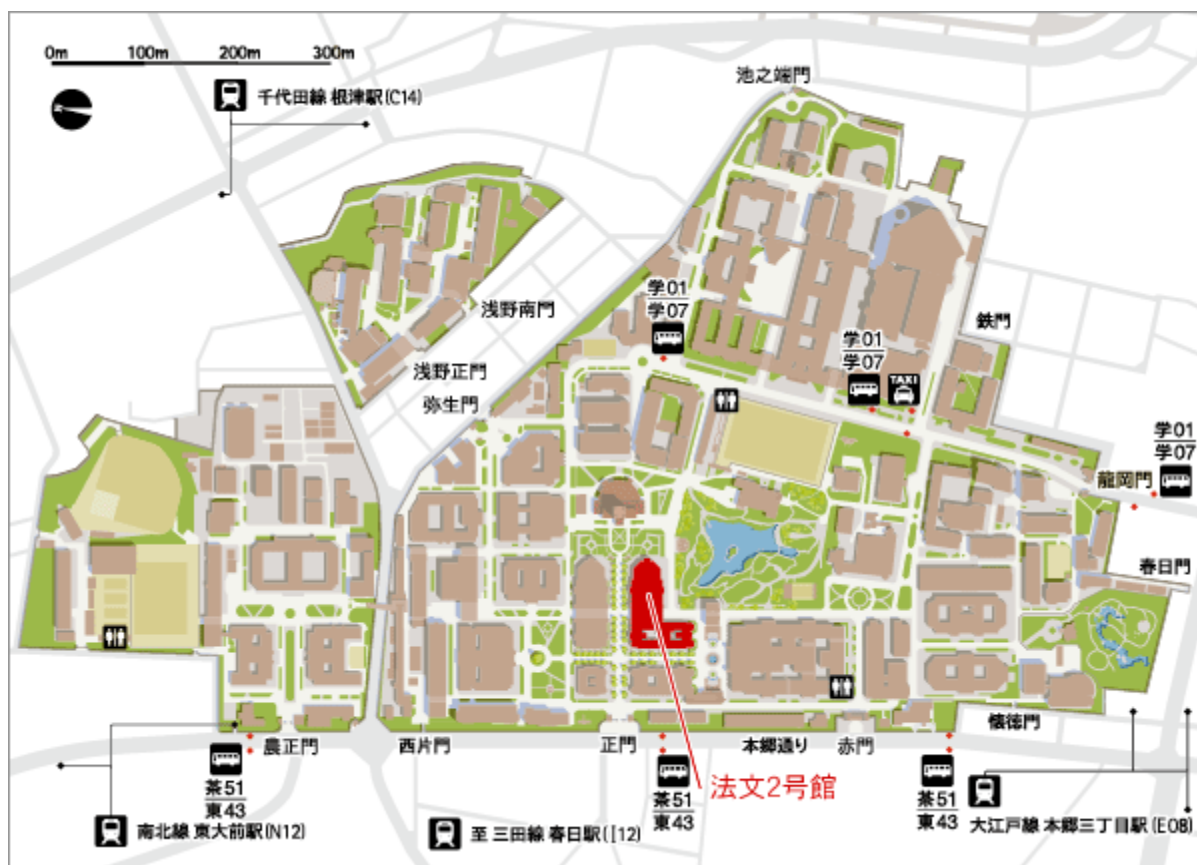 0m 100m 200m 300m
千代田線 根津駅(C14)
池之端門
浅野南門
浅野正門
弥生門
学01
学07
学01
学07
TAXI
鉄門
学01
学07
龍岡門
春日門
懐徳門
農正門
西片門
正門
本郷通り
赤門
茶51
東43
茶51
東43
茶51
東43
法文2号館
南北線 東大前駅(N12)
至 三田線 春日駅(I12)
大江戸線 本郷三丁目駅(E08)